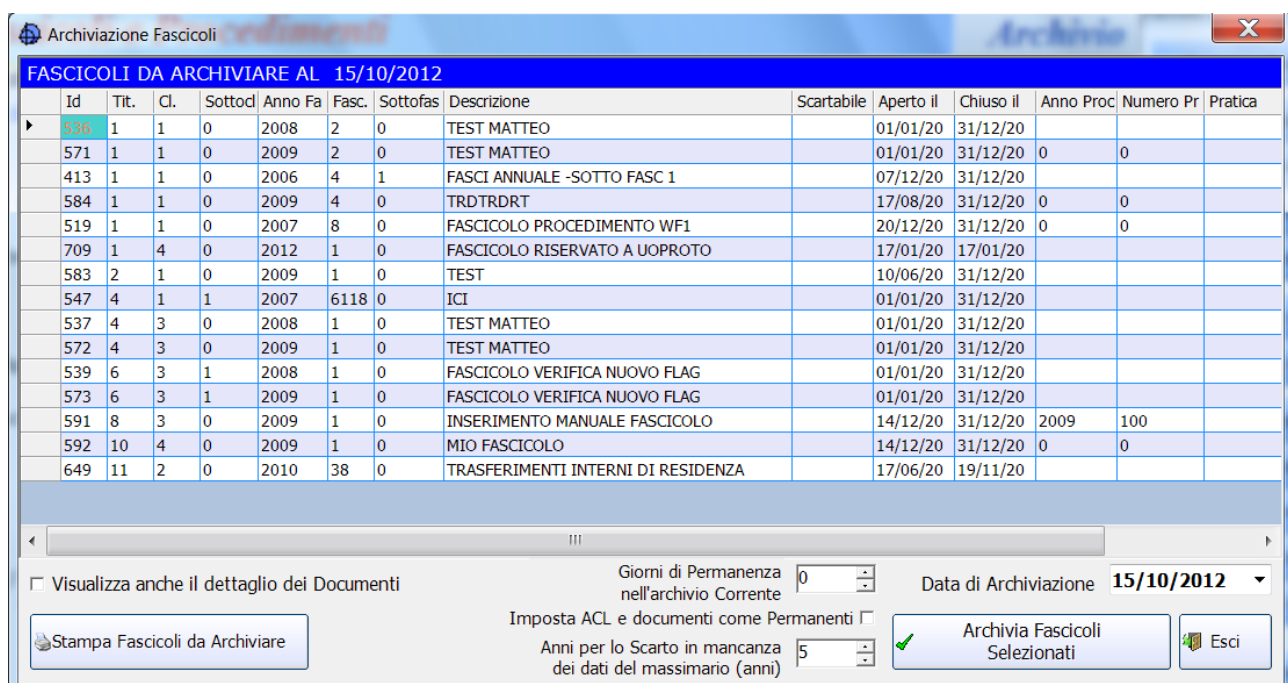 Archivio
Archiviazione Fascicoli
FASCICOLI DA ARCHIVIARE AL 15/10/2012
Id Tit. Cl. Sottocl Anno Fa Fasc. Sottofas Descrizione Scartabile Aperto il Chiuso il Anno Proc Numero Pr Pratica
536 1 1 0 2008 2 0 TEST MATTEO 01/01/20 31/12/20
571 1 1 0 2009 2 0 TEST MATTEO 01/01/20 31/12/20 0 0
413 1 1 0 2006 4 1 FASCI ANNUALE -SOTTO FASC 1 07/12/20 31/12/20
584 1 1 0 2009 4 0 TRDTRDRT 17/08/20 31/12/20 0 0
519 1 1 0 2007 8 0 FASCICOLO PROCEDIMENTO WF1 20/12/20 31/12/20 0 0
709 1 4 0 2012 1 0 FASCICOLO RISERVATO A UOPROTO 17/01/20 17/01/20
583 2 1 0 2009 1 0 TEST 10/06/20 31/12/20
547 4 1 1 2007 6118 0 ICI 01/01/20 31/12/20
537 4 3 0 2008 1 0 TEST MATTEO 01/01/20 31/12/20
572 4 3 0 2009 1 0 TEST MATTEO 01/01/20 31/12/20
539 6 3 1 2008 1 0 FASCICOLO VERIFICA NUOVO FLAG 01/01/20 31/12/20
573 6 3 1 2009 1 0 FASCICOLO VERIFICA NUOVO FLAG 01/01/20 31/12/20
591 8 3 0 2009 1 0 INSERIMENTO MANUALE FASCICOLO 14/12/20 31/12/20 2009 100
592 10 4 0 2009 1 0 MIO FASCICOLO 14/12/20 31/12/20 0 0
649 11 2 0 2010 38 0 TRASFERIMENTI INTERNI DI RESIDENZA 17/06/20 19/11/20
Visualizza anche il dettaglio dei Documenti
Giorni di Permanenza
nell'archivio Corrente
0
Data di Archiviazione 15/10/2012
Imposta ACL e documenti come Permanenti
Stampa Fascicoli da Archiviare
Anni per lo Scarto in mancanza
dei dati del massimario (anni)
5
Archivia Fascicoli
Selezionati
Esci